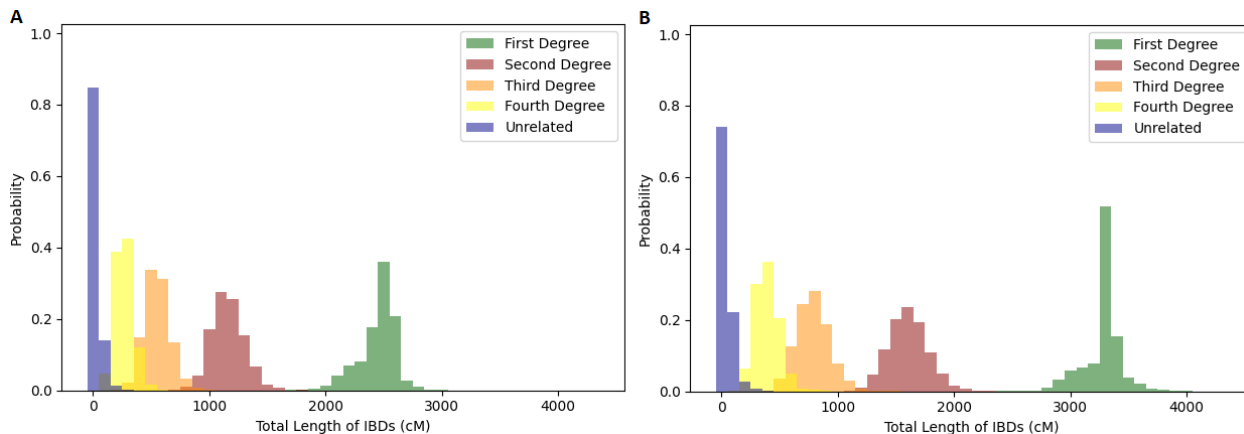 A
1.0
0.8
0.6
0.4
0.2
0.0
Probability
0
1000
2000
3000
4000
Total Length of IBDs (cM)
First Degree
Second Degree
Third Degree
Fourth Degree
Unrelated
B
1.0
0.8
0.6
0.4
0.2
0.0
Probability
0
1000
2000
3000
4000
Total Length of IBDs (cM)
First Degree
Second Degree
Third Degree
Fourth Degree
Unrelated